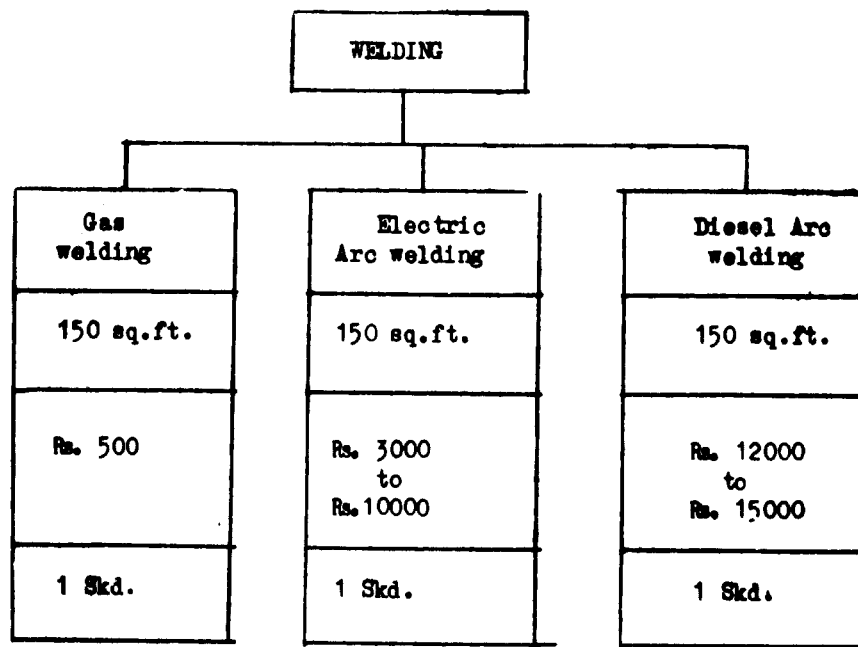 WELDING
Gas
welding
150 sq.ft.
Rs. 500
1 Skd.
Electric
Arc welding
150 sq.ft.
Rs. 3000
to
Rs.10000
1 Skd.
Diesel Arc
welding
150 sq.ft.
Rs. 12000
to
Rs. 15000
1 Skd.